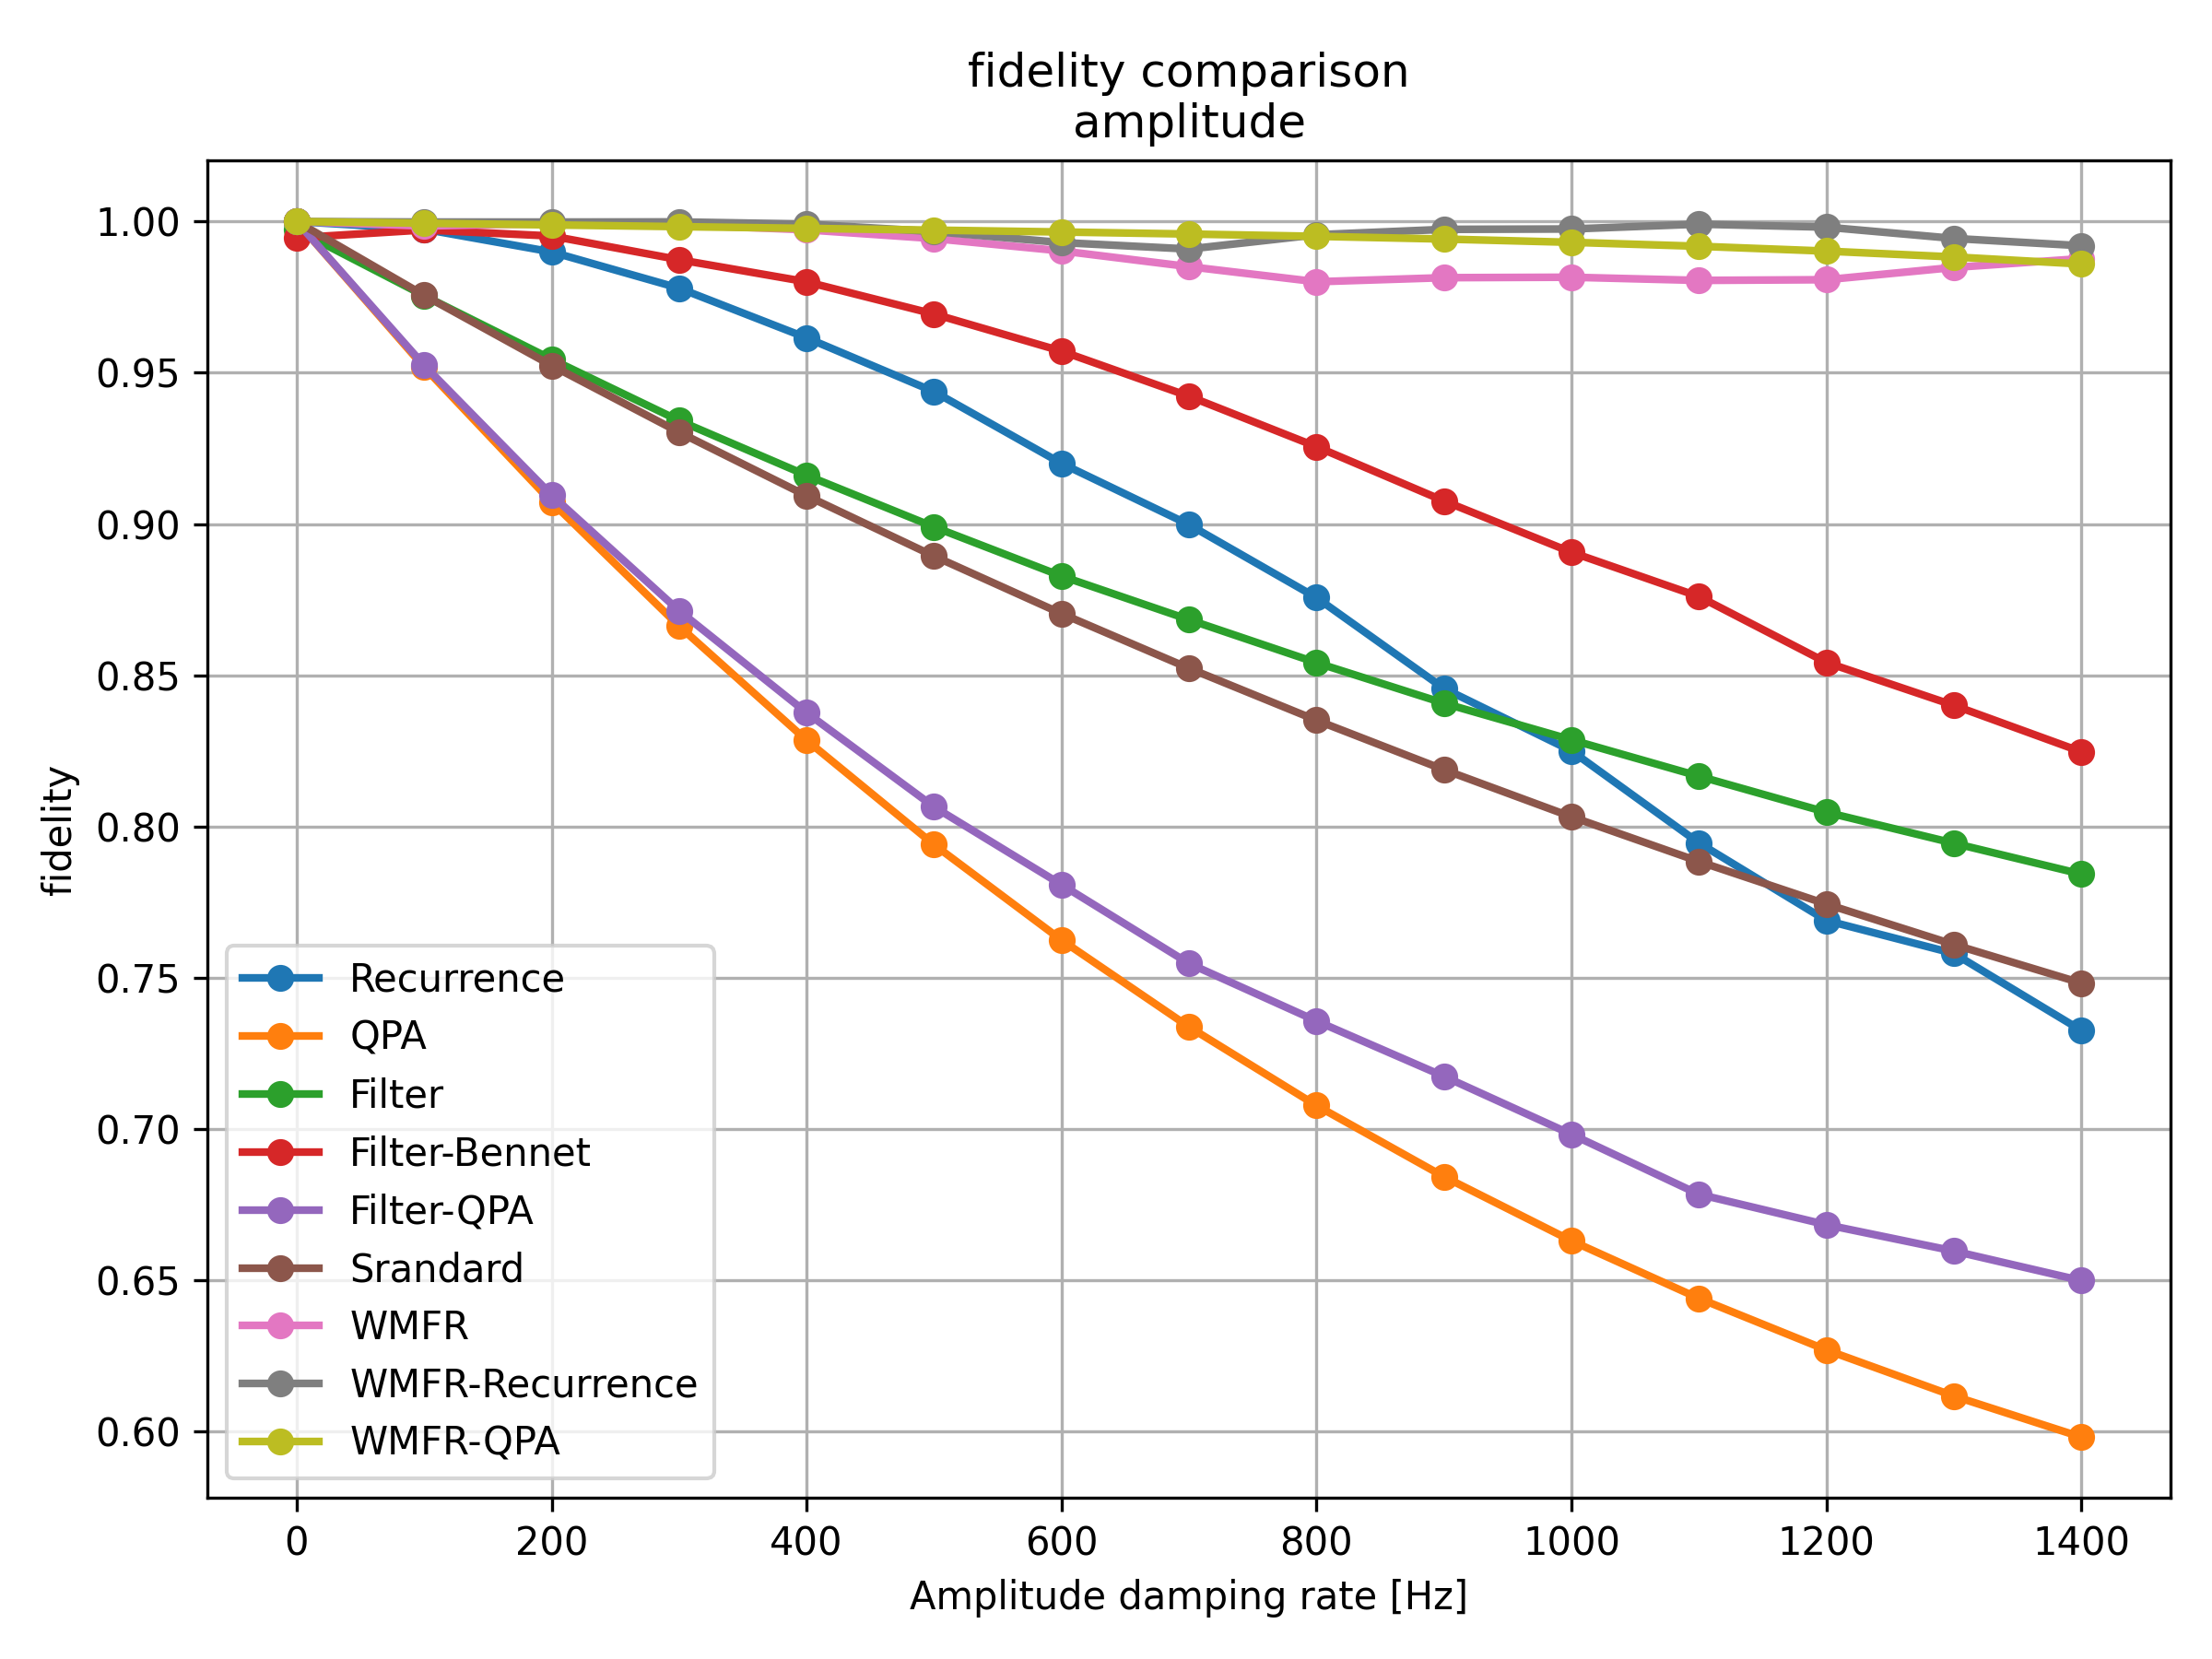 fidelity comparison
amplitude
fidelity
1.00
0.95
0.90
0.85
0.80
0.75
0.70
0.65
0.60
Recurrence
QPA
Filter
Filter-Bennet
Filter-QPA
Srandard
WMFR
WMFR-Recurrence
WMFR-QPA
0 200 400 600 800 1000 1200 1400
Amplitude damping rate [Hz]